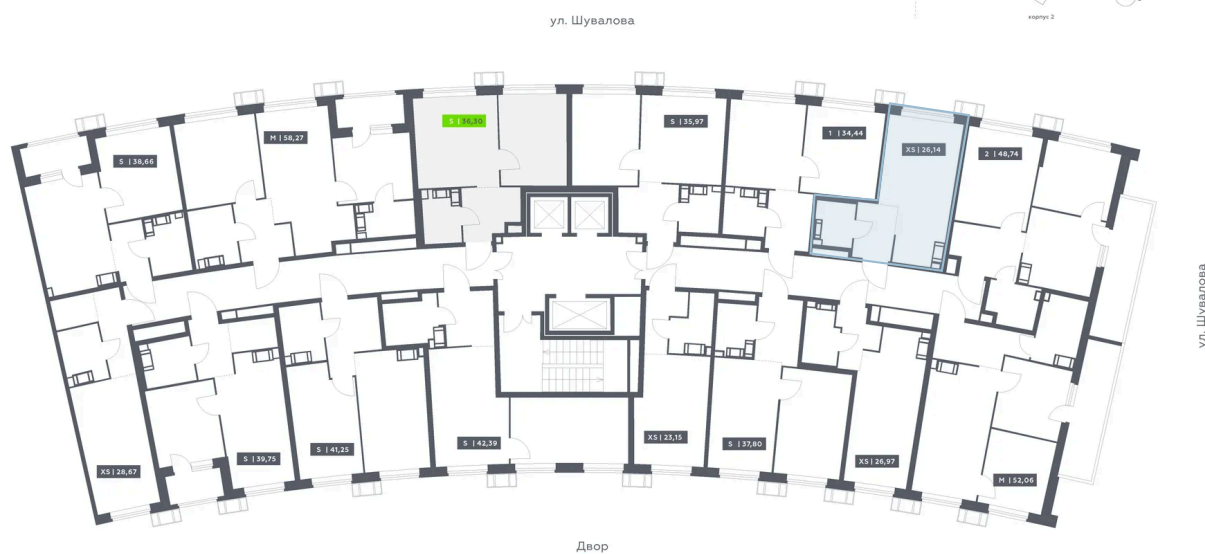 корпус 2
ул. Шувалова
S | 36,30
S | 35,97
1 | 34,44
M | 58,27
XS | 26,14
2 | 48,74
S | 38,66
ул. Шувалова
S | 42,39
XS | 23,15
S | 37,80
S | 41,25
S | 39,75
XS | 26,97
XS | 28,67
M | 52,06
Двор